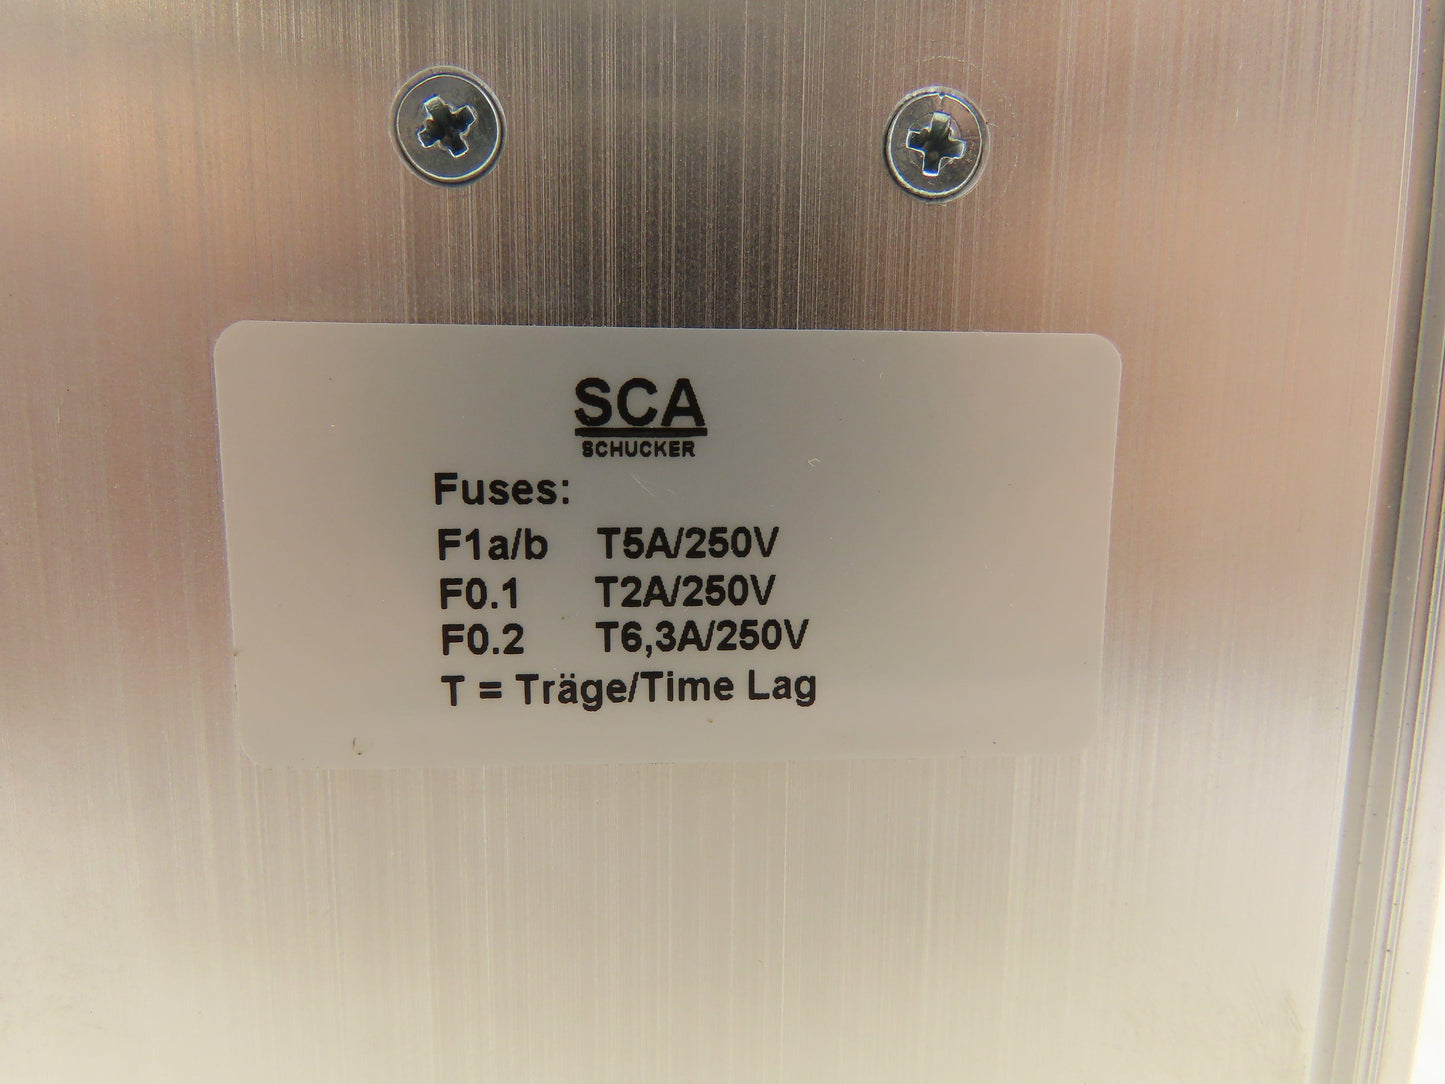 SCA
SCHUCKER
Fuses:
F1a/b T5A/250V
F0.1 T2A/250V
F0.2 T6,3A/250V
T = Träge/Time Lag